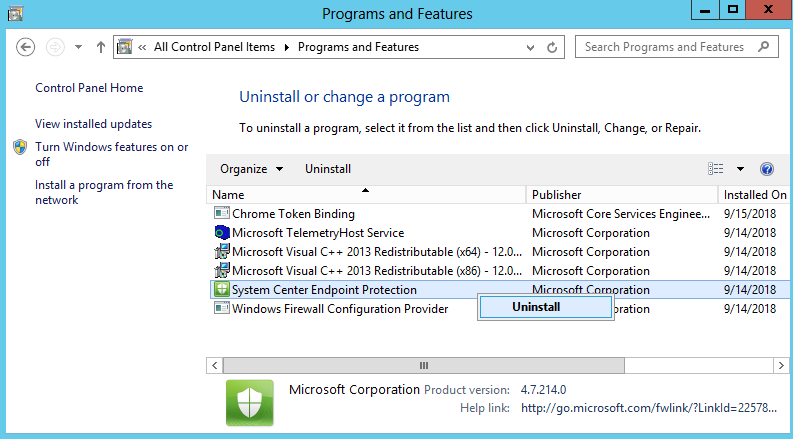 Programs and Features
« All Control Panel Items Programs and Features
Search Programs and Features
Control Panel Home
View installed updates
Turn Windows features on or
off
Install a program from the
network
Uninstall or change a program
To uninstall a program, select it from the list and then click Uninstall, Change, or Repair.
Organize Uninstall
Name Publisher Installed On
Chrome Token Binding Microsoft Core Services Enginee... 9/15/2018
Microsoft TelemetryHost Service Microsoft Corporation 9/14/2018
Microsoft Visual C++ 2013 Redistributable (x64) - 12.0... Microsoft Corporation 9/14/2018
Microsoft Visual C++ 2013 Redistributable (x86) - 12.0... Microsoft Corporation 9/14/2018
System Center Endpoint Protection Microsoft Corporation 9/14/2018
Uninstall
Windows Firewall Configuration Provider Corporation 9/14/2018
Microsoft Corporation Product version: 4.7.214.0
Help link: http://go.microsoft.com/fwlink/?LinkId=22578...